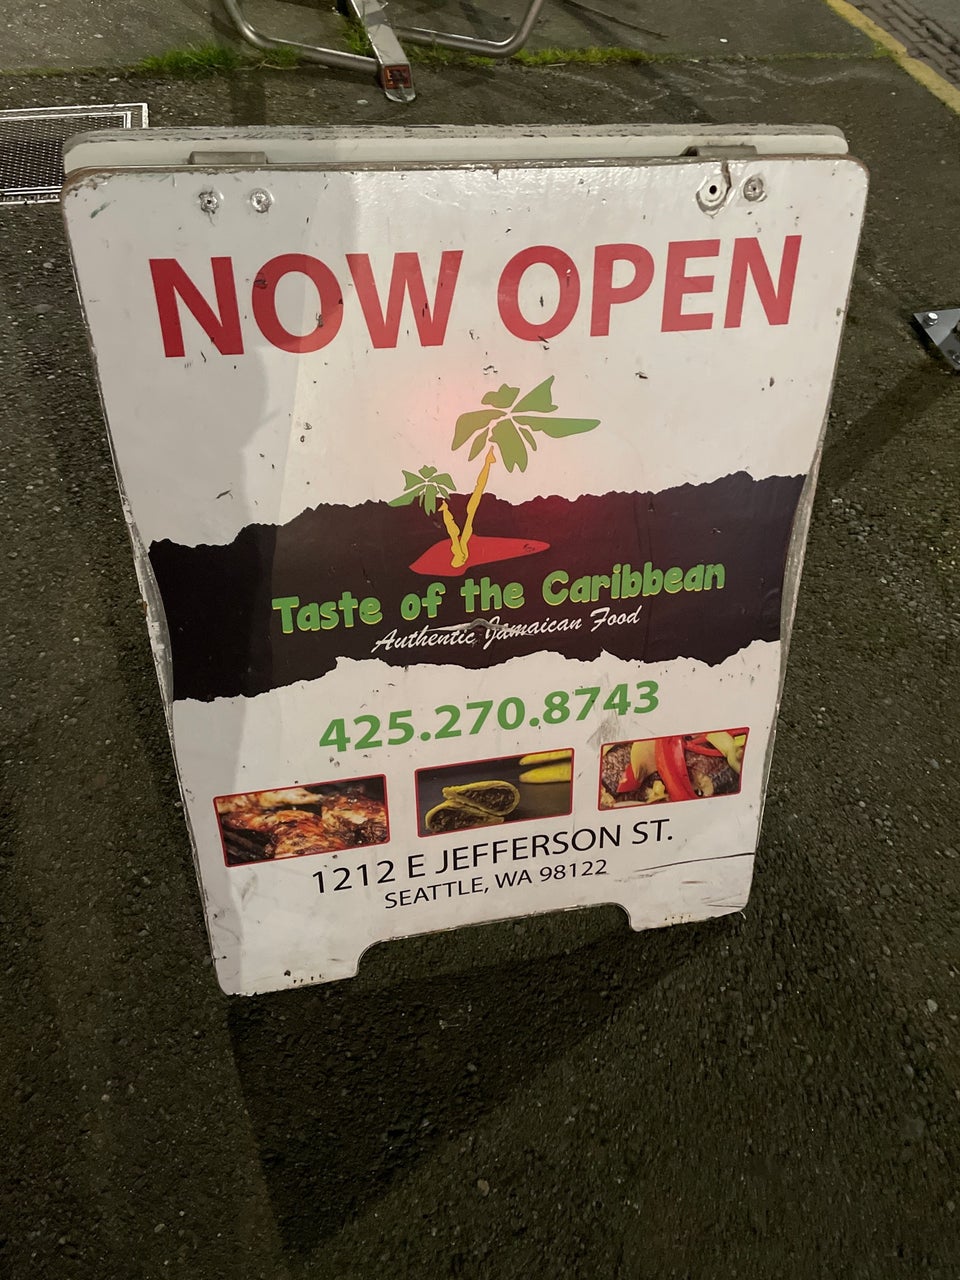 NOW OPEN
Taste of the Caribbean
Authentic Jamaican Food
425.270.8743
1212 E JEFFERSON ST.
SEATTLE, WA 98122